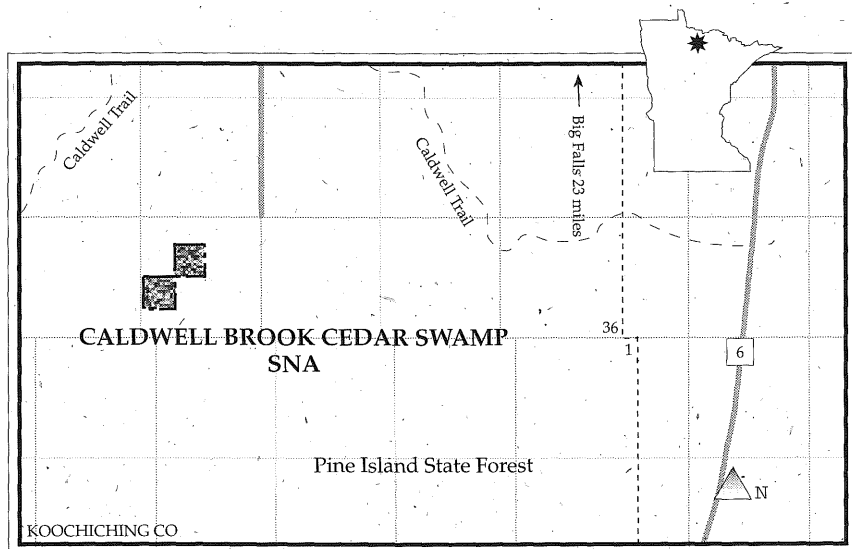 Caldwell Trail
Caldwell Trail
Big Falls 23 miles
CALDWELL BROOK CEDAR SWAMP
SNA
36
1
6
Pine Island State Forest
N
KOOCHICHING CO